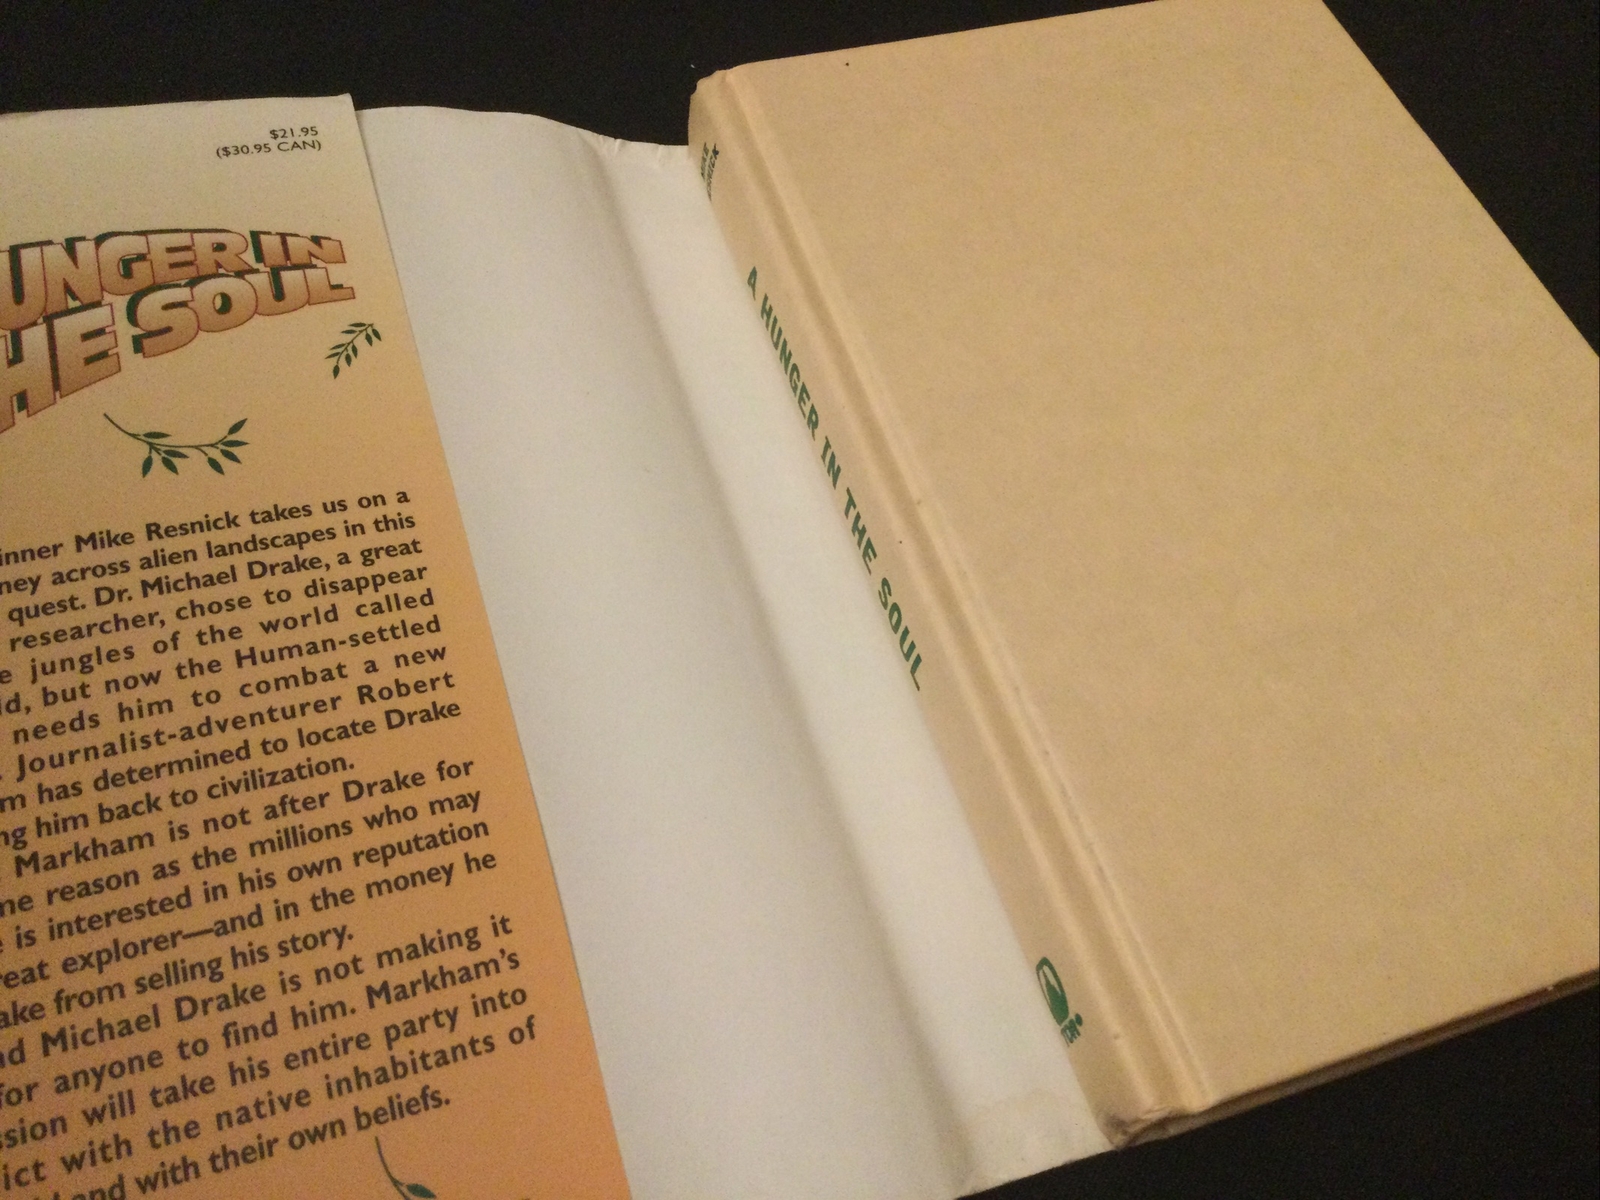 $21.95
($30.95 CAN)
UNGER IN
HE SOUL
inner Mike Resnick takes us on a
ney across alien landscapes in this
quest. Dr. Michael Drake, a great
researcher, chose to disappear
e jungles of the world called
ld, but now the Human-settled
needs him to combat a new
. Journalist-adventurer Robert
m has determined to locate Drake
ng him back to civilization.
Markham is not after Drake for
me reason as the millions who may
e is interested in his own reputation
reat explorer—and in the money he
ake from selling his story.
nd Michael Drake is not making it
for anyone to find him. Markham's
ssion will take his entire party into
ict with the native inhabitants of
and with their own beliefs.
A HUNGER IN THE SOUL
TOR